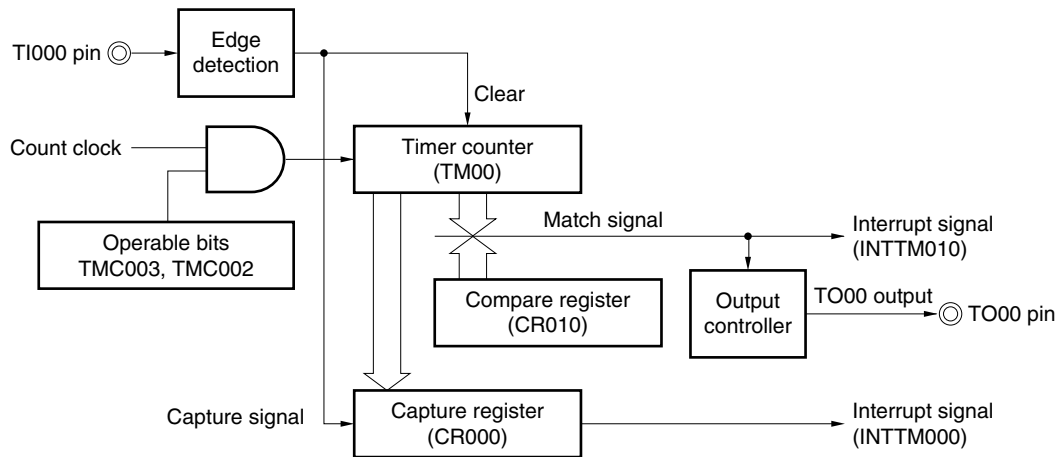 TI000 pin
Edge
detection
Clear
Count clock
Timer counter
(TM00)
Operable bits
TMC003, TMC002
Match signal
Interrupt signal
(INTTM010)
Compare register
(CR010)
Output
controller
TO00 output
TO00 pin
Capture signal
Capture register
(CR000)
Interrupt signal
(INTTM000)